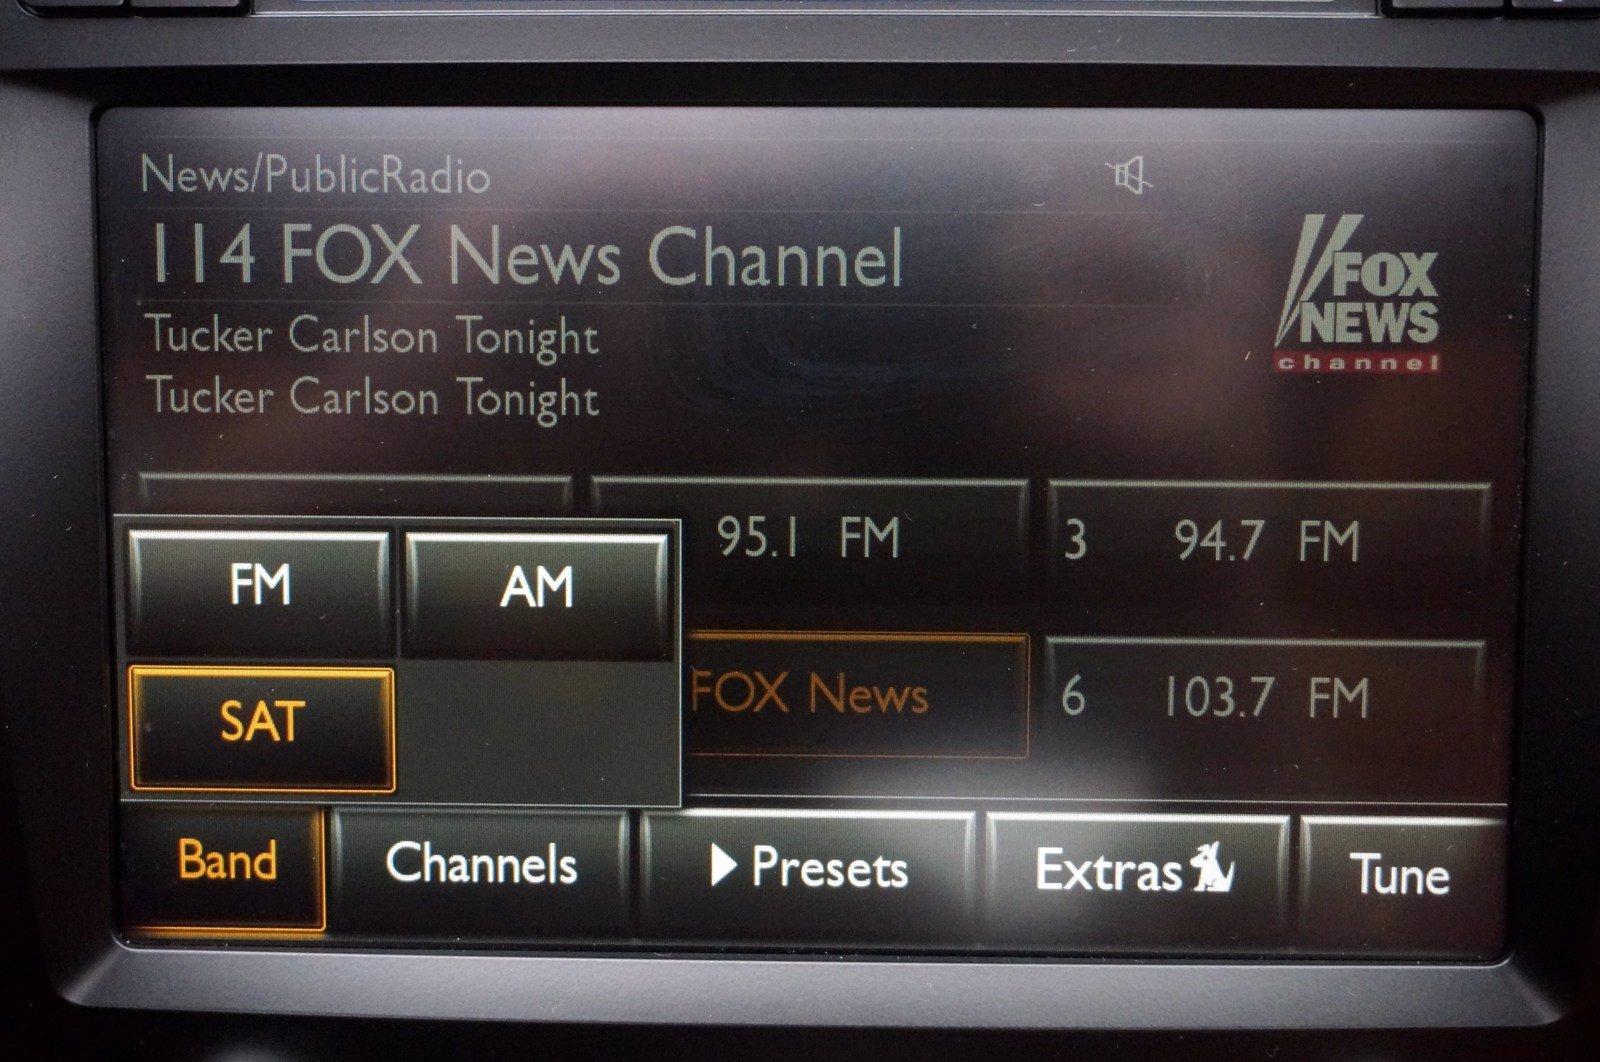 News/PublicRadio
114 FOX News Channel
FOX
NEWS
channel
Tucker Carlson Tonight
Tucker Carlson Tonight
95.1 FM
3 94.7 FM
FM AM
FOX News
6 103.7 FM
SAT
Band Channels Presets Extras Tune